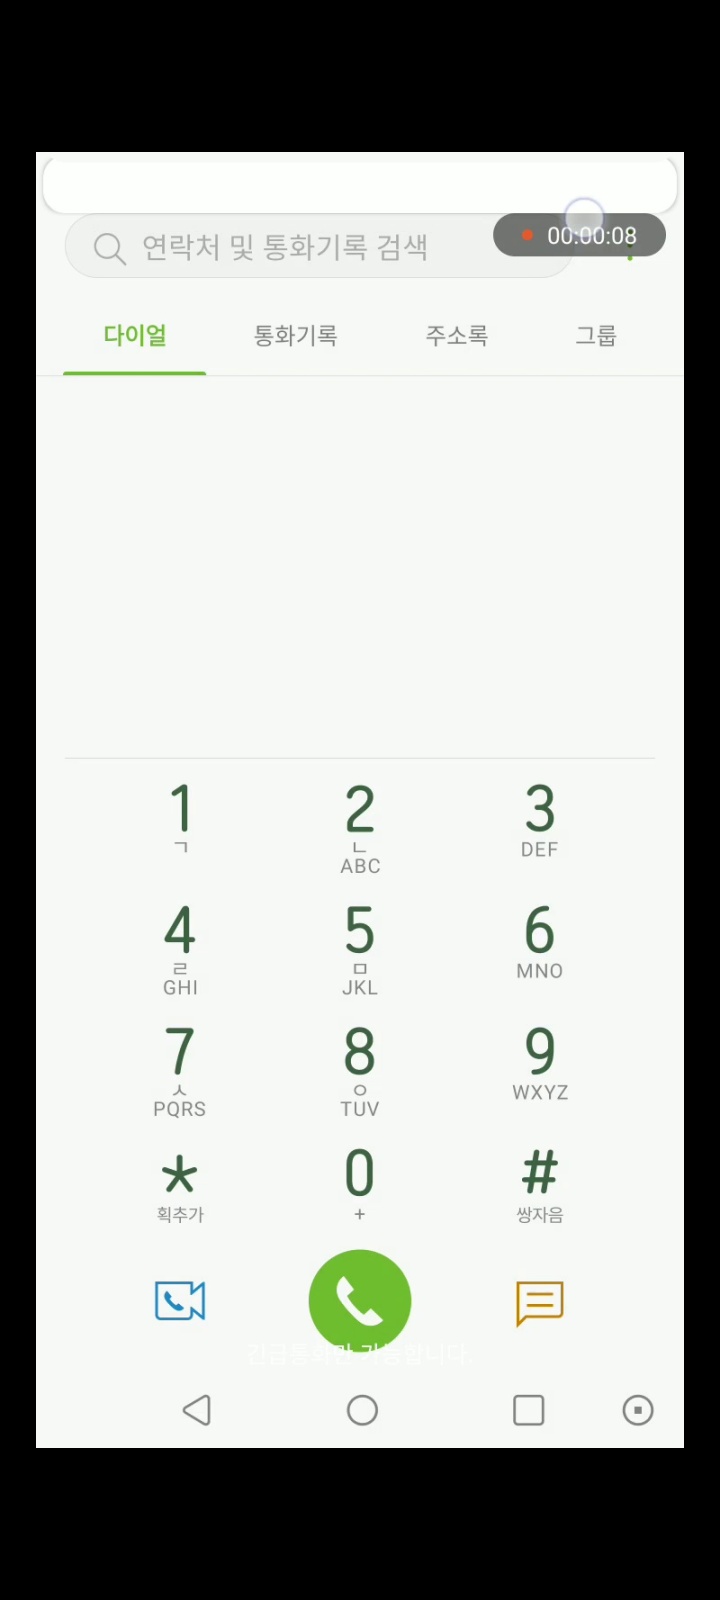 연락처 및 통화기록 검색
00:00:08
다이얼 통화기록 주소록 그룹
1 2 3
ㄱ ㄴ DEF
ABC
4 5 6
ㄹ ㅁ MNO
GHI JKL
7 8 9
ㅅ ㅇ WXYZ
PQRS TUV
* 0 #
획추가 + 쌍자음
긴급통화만 가능합니다.